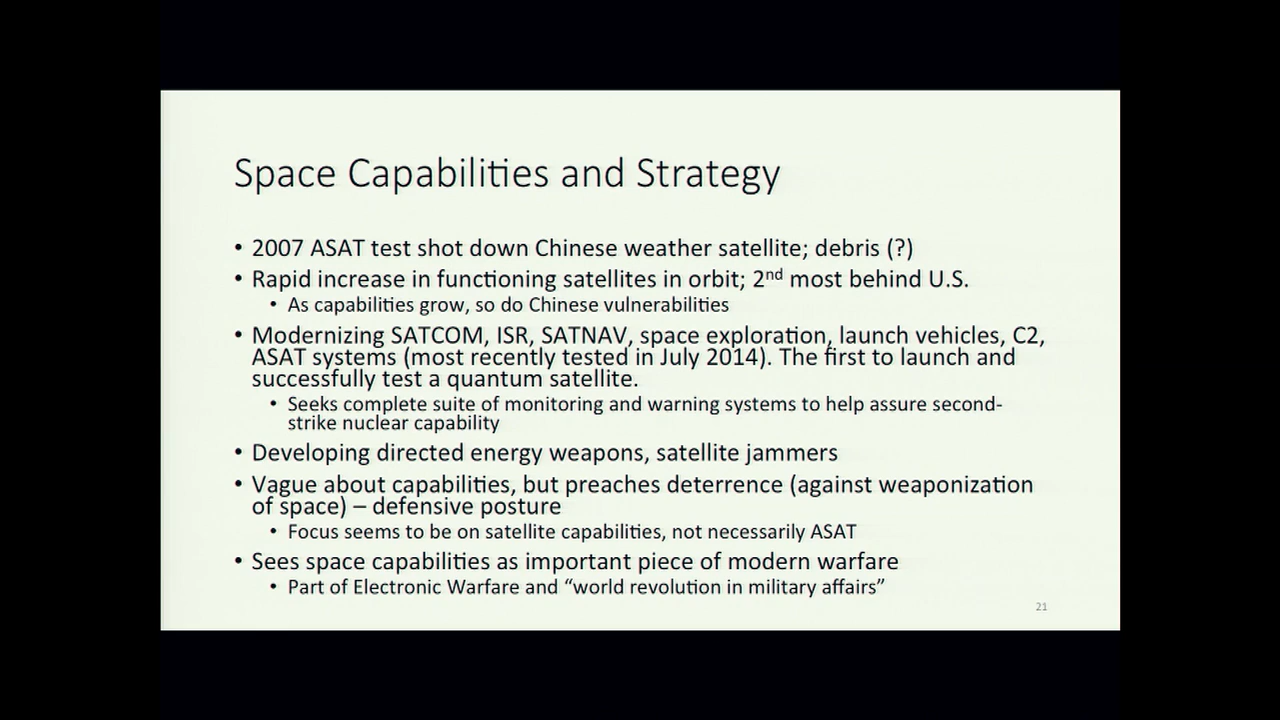 Space Capabilities and Strategy
• 2007 ASAT test shot down Chinese weather satellite; debris (?)
• Rapid increase in functioning satellites in orbit; 2nd most behind U.S.
• As capabilities grow, so do Chinese vulnerabilities
• Modernizing SATCOM, ISR, SATNAV, space exploration, launch vehicles, C2,
ASAT systems (most recently tested in July 2014). The first to launch and
successfully test a quantum satellite.
• Seeks complete suite of monitoring and warning systems to help assure second-
strike nuclear capability
• Developing directed energy weapons, satellite jammers
• Vague about capabilities, but preaches deterrence (against weaponization
of space) – defensive posture
• Focus seems to be on satellite capabilities, not necessarily ASAT
• Sees space capabilities as important piece of modern warfare
• Part of Electronic Warfare and “world revolution in military affairs”
21